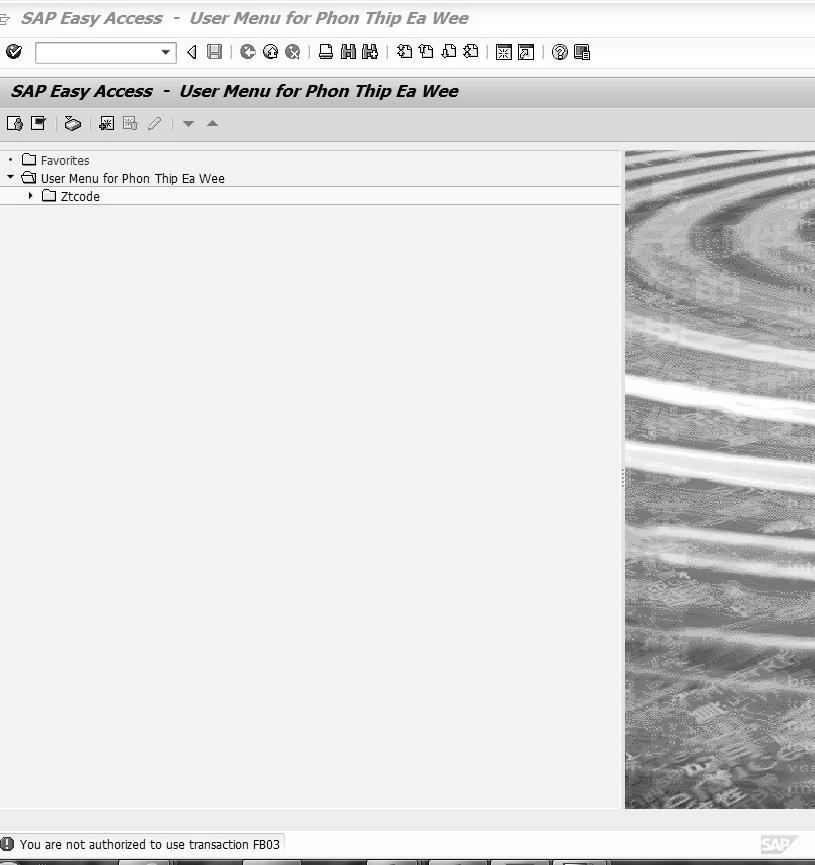 SAP Easy Access - User Menu for Phon Thip Ea Wee
SAP Easy Access - User Menu for Phon Thip Ea Wee
Favorites
User Menu for Phon Thip Ea Wee
Ztcode
You are not authorized to use transaction FB03
SAP